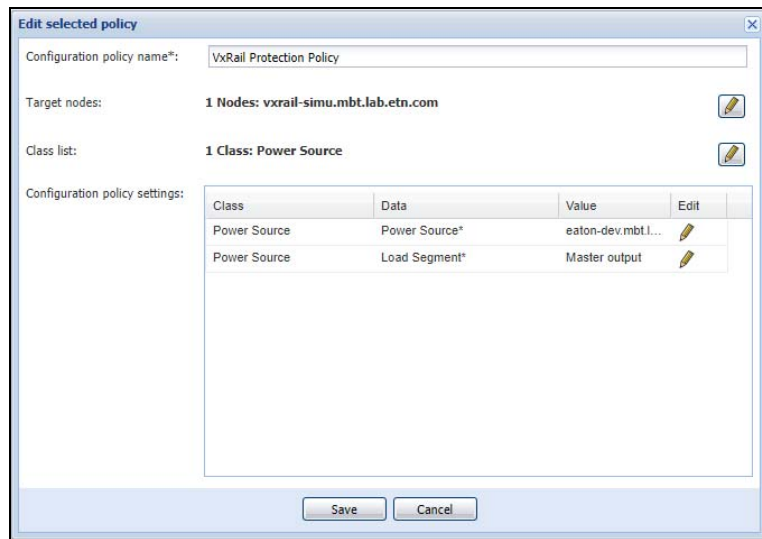 Edit selected policy
Configuration policy name*: VxRail Protection Policy
Target nodes: 1 Nodes: vxrail-simu.mbt.lab.etn.com
Class list: 1 Class: Power Source
Configuration policy settings:
Class Data Value Edit
Power Source Power Source* eaton-dev.mbt.l...
Power Source Load Segment* Master output
Save Cancel